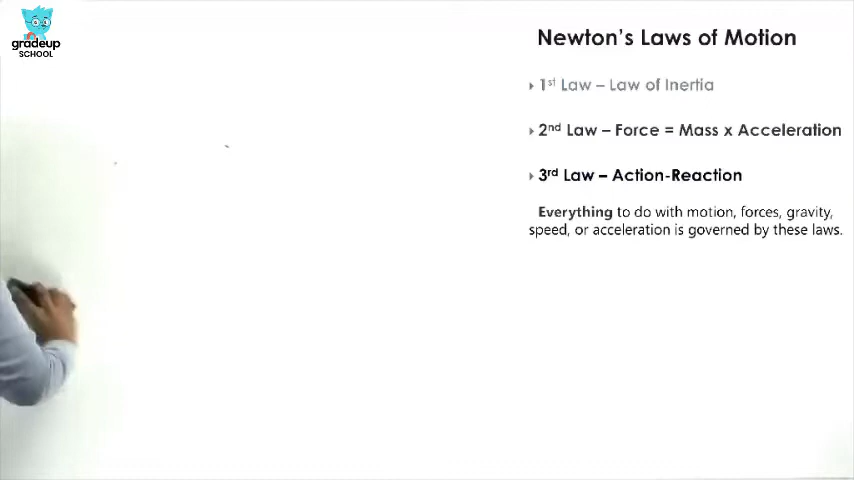 gradeup
SCHOOL
Newton's Laws of Motion
1st Law – Law of Inertia
2nd Law – Force = Mass x Acceleration
3rd Law – Action-Reaction
Everything to do with motion, forces, gravity,
speed, or acceleration is governed by these laws.